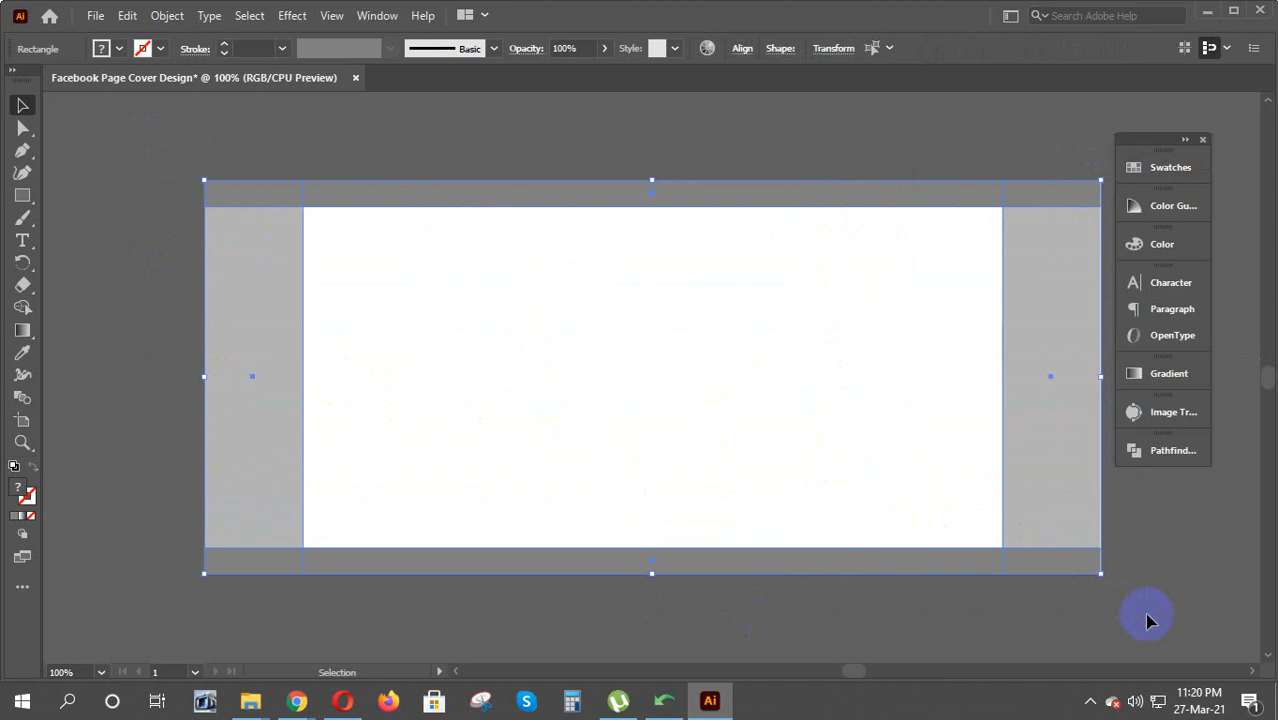 Ai File Edit Object Type Select Effect View Window Help Search Adobe Help
Rectangle ? Stroke: Basic Opacity: 100% Style: Align Shape: Transform
Facebook Page Cover Design* @ 100% (RGB/CPU Preview)
Swatches
Color Gu...
Color
Character
Paragraph
OpenType
Gradient
Image Tr...
Pathfind...
?
100% 1 Selection
Ai 11:20 PM
27-Mar-21
1